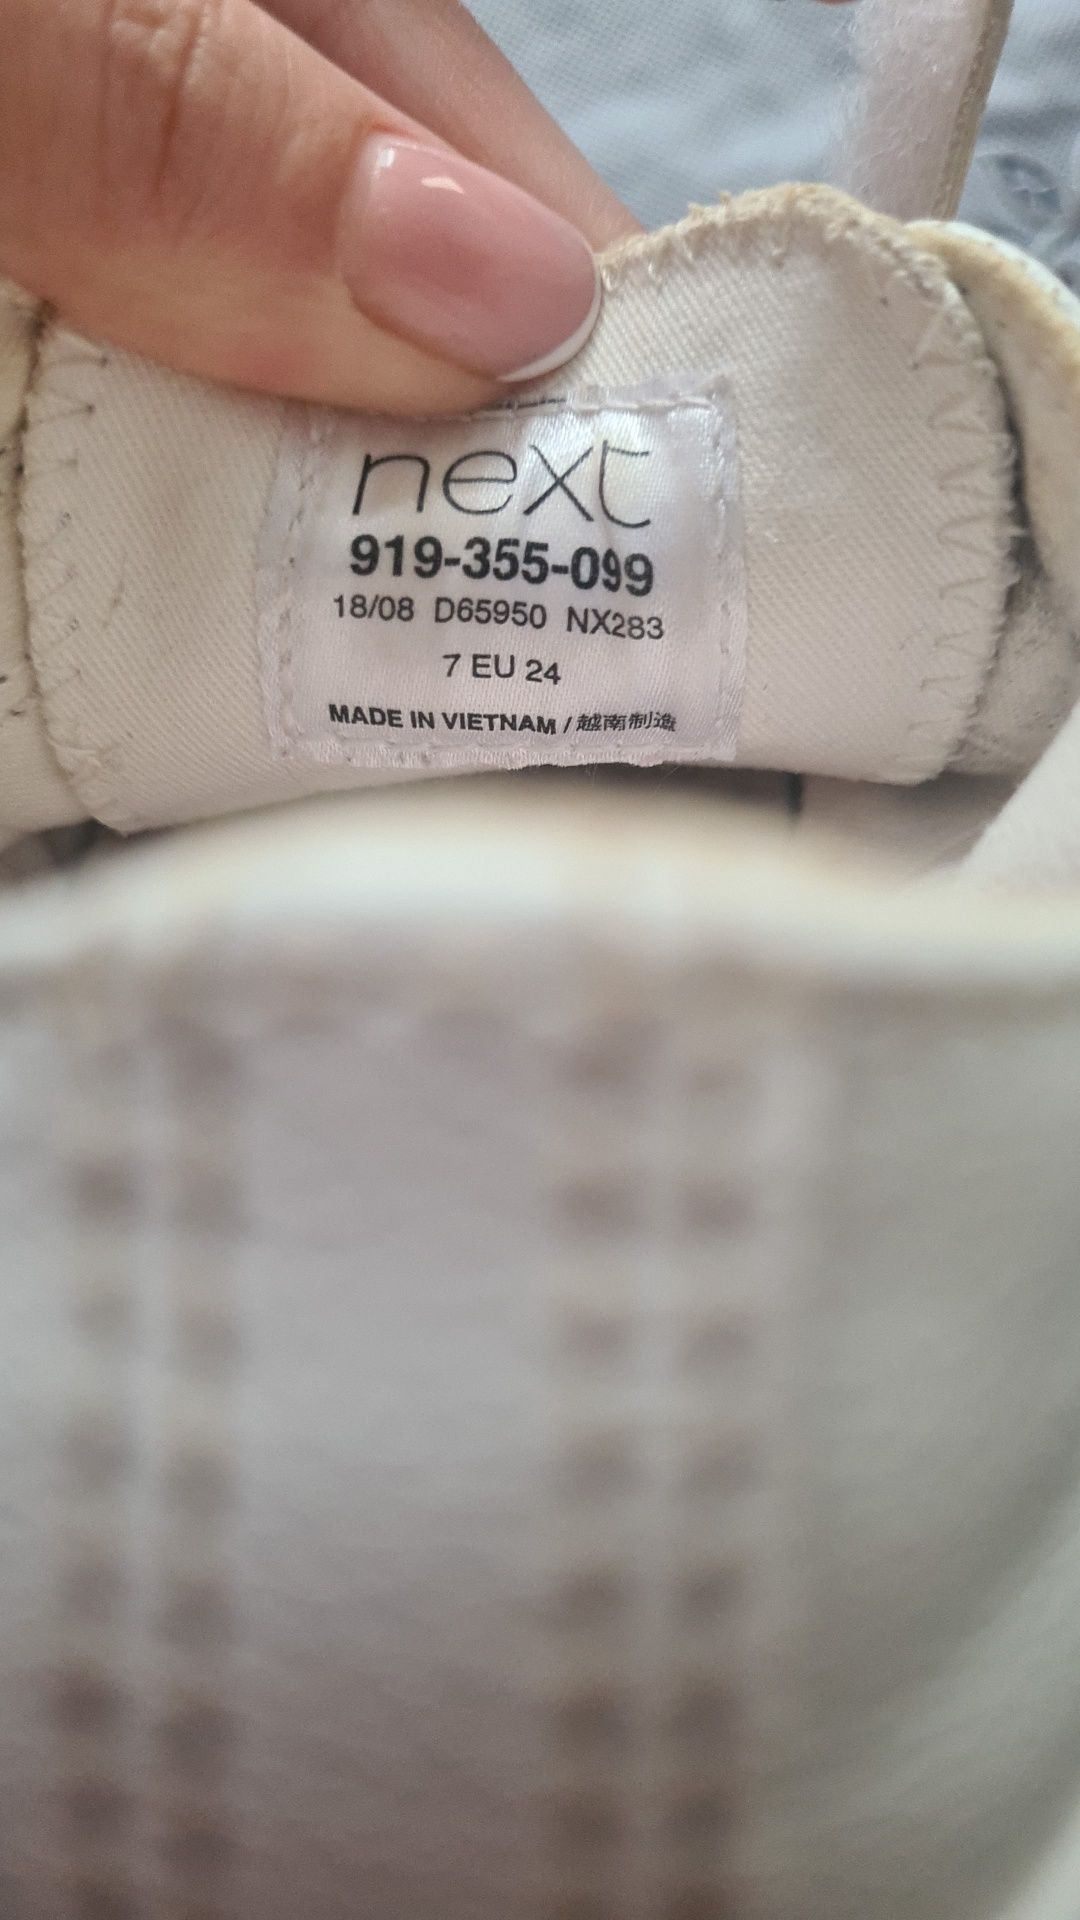 next
919-355-099
18/08 D65950 NX283
7 EU 24
MADE IN VIETNAM / 越南制造